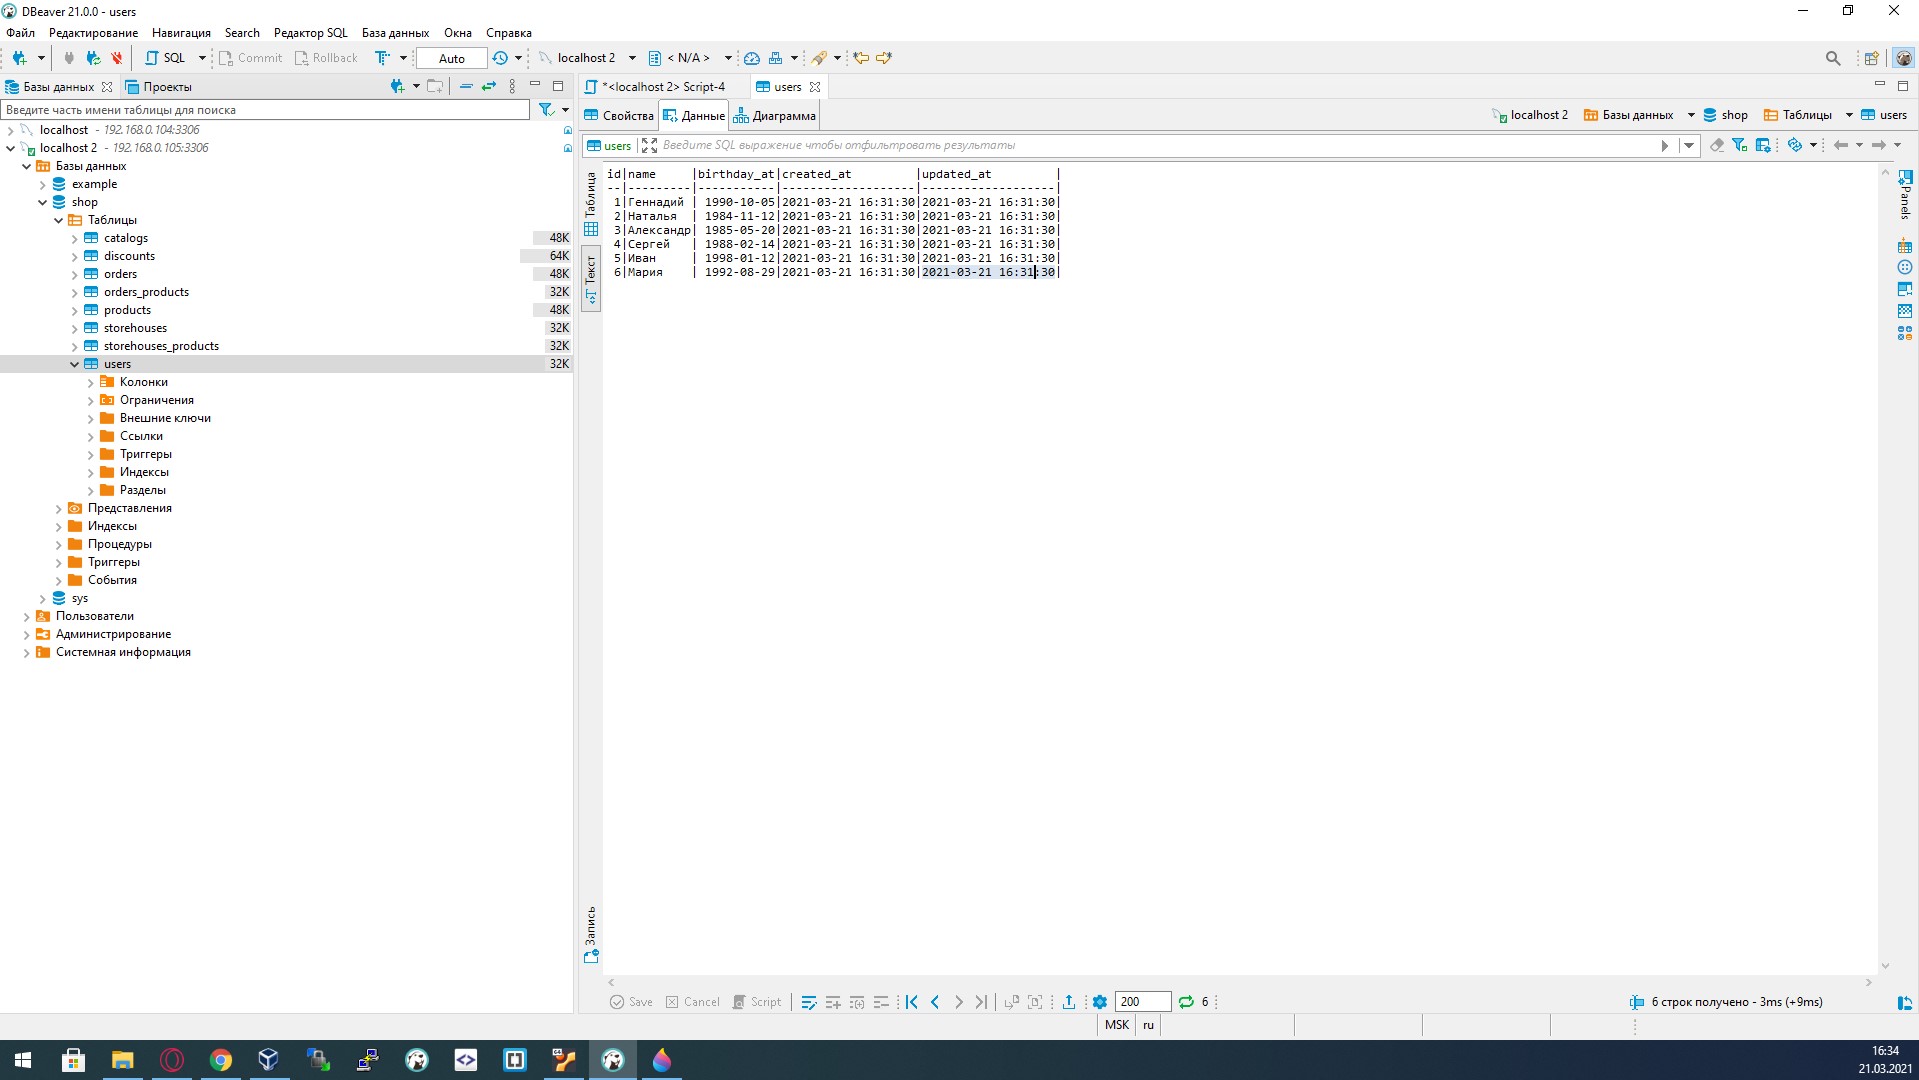 DBeaver 21.0.0 - users
Файл Редактирование Навигация Search Редактор SQL База данных Окна Справка
SQL Commit Rollback Auto localhost 2 < N/A >
Базы данных Проекты
*<localhost 2> Script-4 users
Введите часть имени таблицы для поиска
Свойства Данные Диаграмма localhost 2 Базы данных shop Таблицы users
users Введите SQL выражение чтобы отфильтровать результаты
localhost - 192.168.0.104:3306
localhost 2 - 192.168.0.105:3306
Базы данных
example
shop
Таблицы
catalogs 48K
discounts 64K
orders 48K
orders_products 32K
products 48K
storehouses 32K
storehouses_products 32K
users 32K
Колонки
Ограничения
Внешние ключи
Ссылки
Триггеры
Индексы
Разделы
Представления
Индексы
Процедуры
Триггеры
События
sys
Пользователи
Администрирование
Системная информация
Таблица
Текст
Запись
id|name     |birthday_at|created_at         |updated_at         |
--|---------|-----------|-------------------|-------------------|
 1|Геннадий | 1990-10-05|2021-03-21 16:31:30|2021-03-21 16:31:30|
 2|Наталья  | 1984-11-12|2021-03-21 16:31:30|2021-03-21 16:31:30|
 3|Александр| 1985-05-20|2021-03-21 16:31:30|2021-03-21 16:31:30|
 4|Сергей   | 1988-02-14|2021-03-21 16:31:30|2021-03-21 16:31:30|
 5|Иван     | 1998-01-12|2021-03-21 16:31:30|2021-03-21 16:31:30|
 6|Мария    | 1992-08-29|2021-03-21 16:31:30|2021-03-21 16:31:30|
Panels
Save Cancel Script 200 6 6 строк получено - 3ms (+9ms)
MSK ru
16:34
21.03.2021